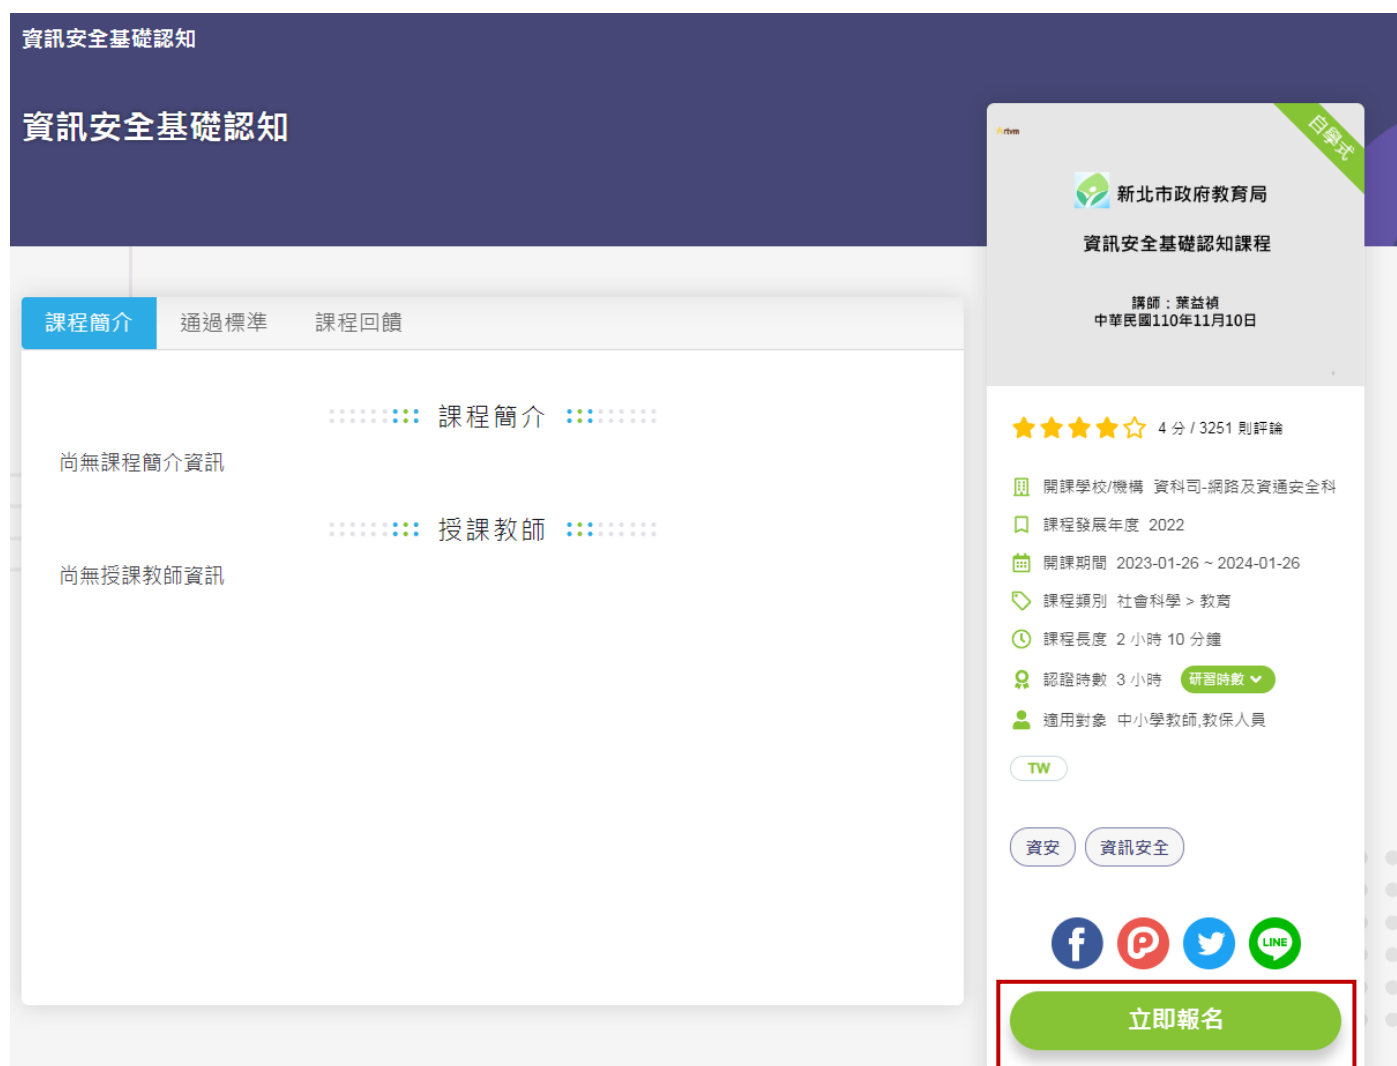 資訊安全基礎認知
資訊安全基礎認知
課程簡介 通過標準 課程回饋
課程簡介
尚無課程簡介資訊
授課教師
尚無授課教師資訊
rtvm
自學式
新北市政府教育局
資訊安全基礎認知課程
講師：葉益禎
中華民國110年11月10日
4 分 / 3251 則評論
開課學校/機構 資科司-網路及資通安全科
課程發展年度 2022
開課期間 2023-01-26 ~ 2024-01-26
課程類別 社會科學 > 教育
課程長度 2 小時 10 分鐘
認證時數 3 小時 研習時數
適用對象 中小學教師,教保人員
TW
資安 資訊安全
LINE
立即報名